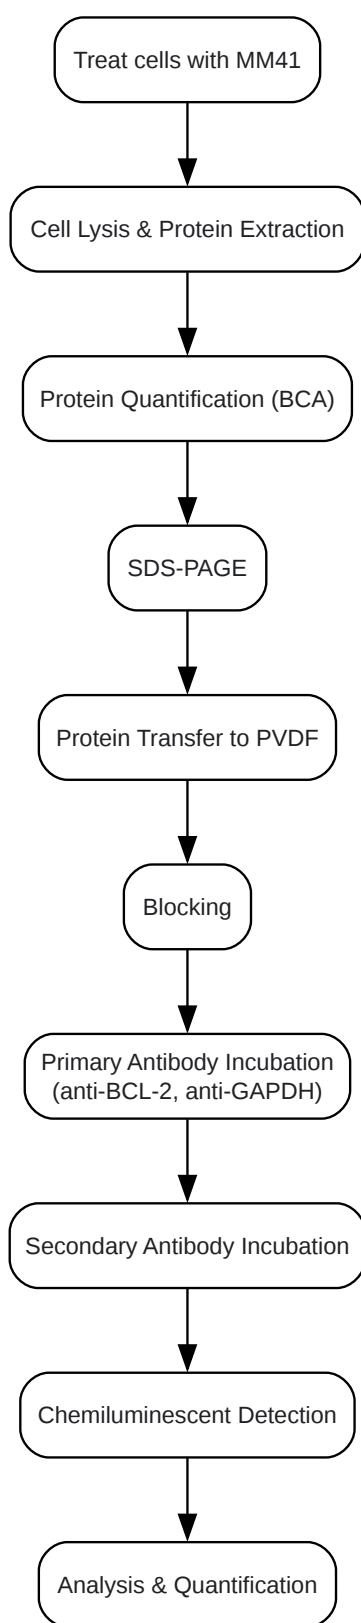 Treat cells with MM41
Cell Lysis & Protein Extraction
Protein Quantification (BCA)
SDS-PAGE
Protein Transfer to PVDF
Blocking
Primary Antibody Incubation
(anti-BCL-2, anti-GAPDH)
Secondary Antibody Incubation
Chemiluminescent Detection
Analysis & Quantification